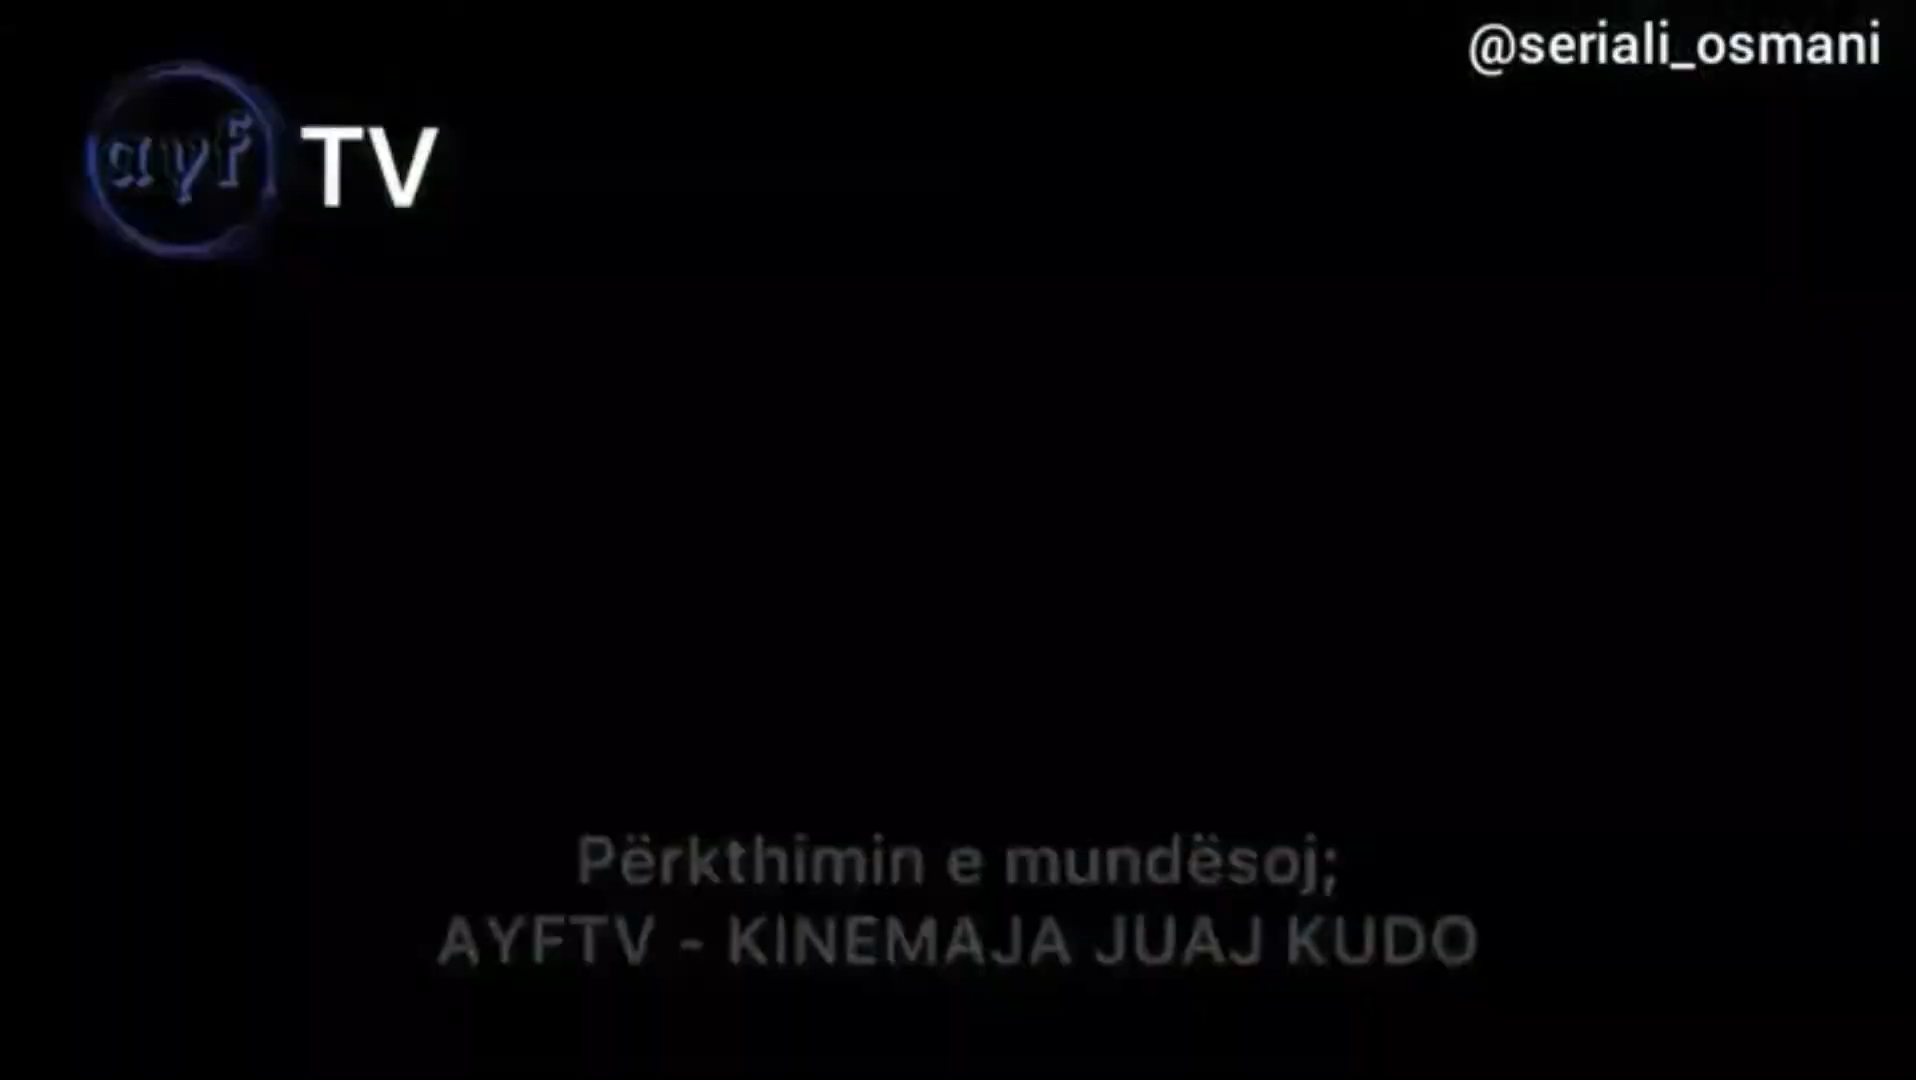 @seriali_osmani
ayf TV
Përkthimin e mundësoj;
AYFTV - KINEMAJA JUAJ KUDO